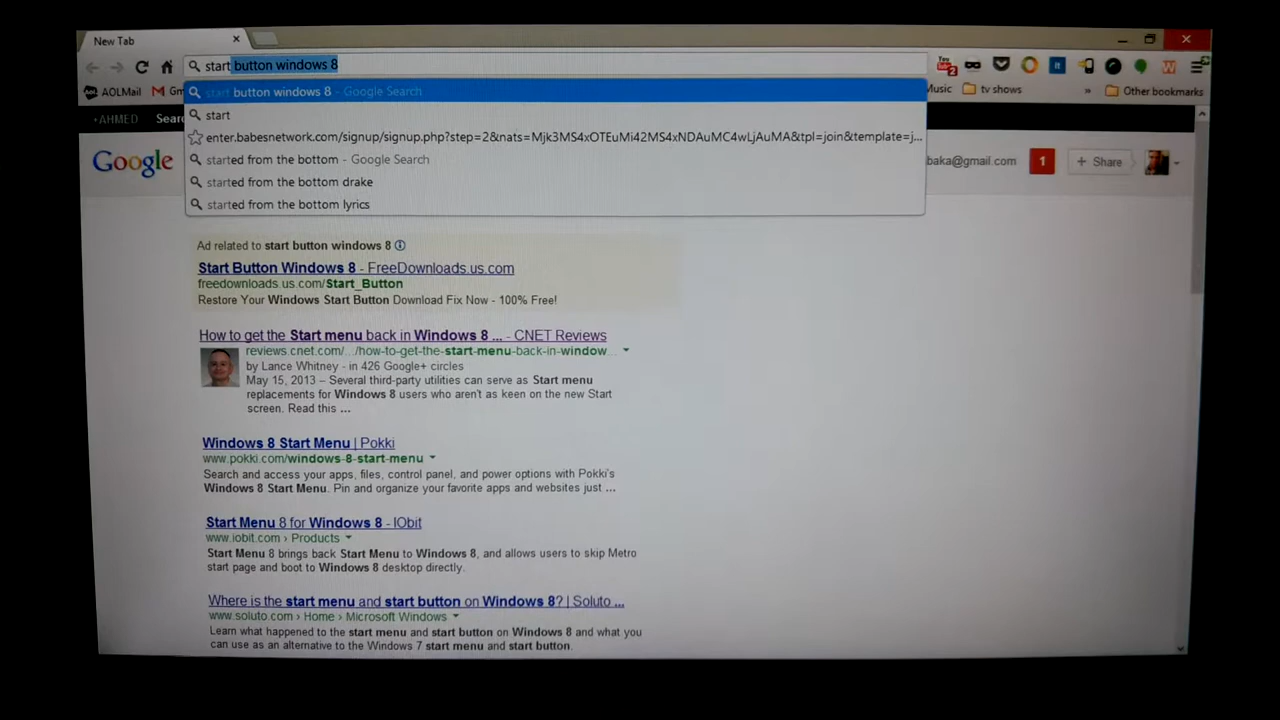 New Tab
start button windows 8
AOLMail
Music
tv shows
»
Other bookmarks
start button windows 8 - Google Search
start
enter.babesnetwork.com/signup/signup.php?step=2&nats=Mjk3MS4xOTEuMi42MS4xNDAuMC4wLjAuMA&tpl=join&template=j...
started from the bottom - Google Search
started from the bottom drake
started from the bottom lyrics
+AHMED
Google
baka@gmail.com
1
+ Share
Ad related to start button windows 8
Start Button Windows 8 - FreeDownloads.us.com
freedownloads.us.com/Start_Button
Restore Your Windows Start Button Download Fix Now - 100% Free!
How to get the Start menu back in Windows 8 ... - CNET Reviews
reviews.cnet.com/.../how-to-get-the-start-menu-back-in-window...
by Lance Whitney - in 426 Google+ circles
May 15, 2013 – Several third-party utilities can serve as Start menu
replacements for Windows 8 users who aren't as keen on the new Start
screen. Read this ...
Windows 8 Start Menu | Pokki
www.pokki.com/windows-8-start-menu
Search and access your apps, files, control panel, and power options with Pokki's
Windows 8 Start Menu. Pin and organize your favorite apps and websites just ...
Start Menu 8 for Windows 8 - IObit
www.iobit.com › Products
Start Menu 8 brings back Start Menu to Windows 8, and allows users to skip Metro
start page and boot to Windows 8 desktop directly.
Where is the start menu and start button on Windows 8? | Soluto ...
www.soluto.com › Home › Microsoft Windows
Learn what happened to the start menu and start button on Windows 8 and what you
can use as an alternative to the Windows 7 start menu and start button.